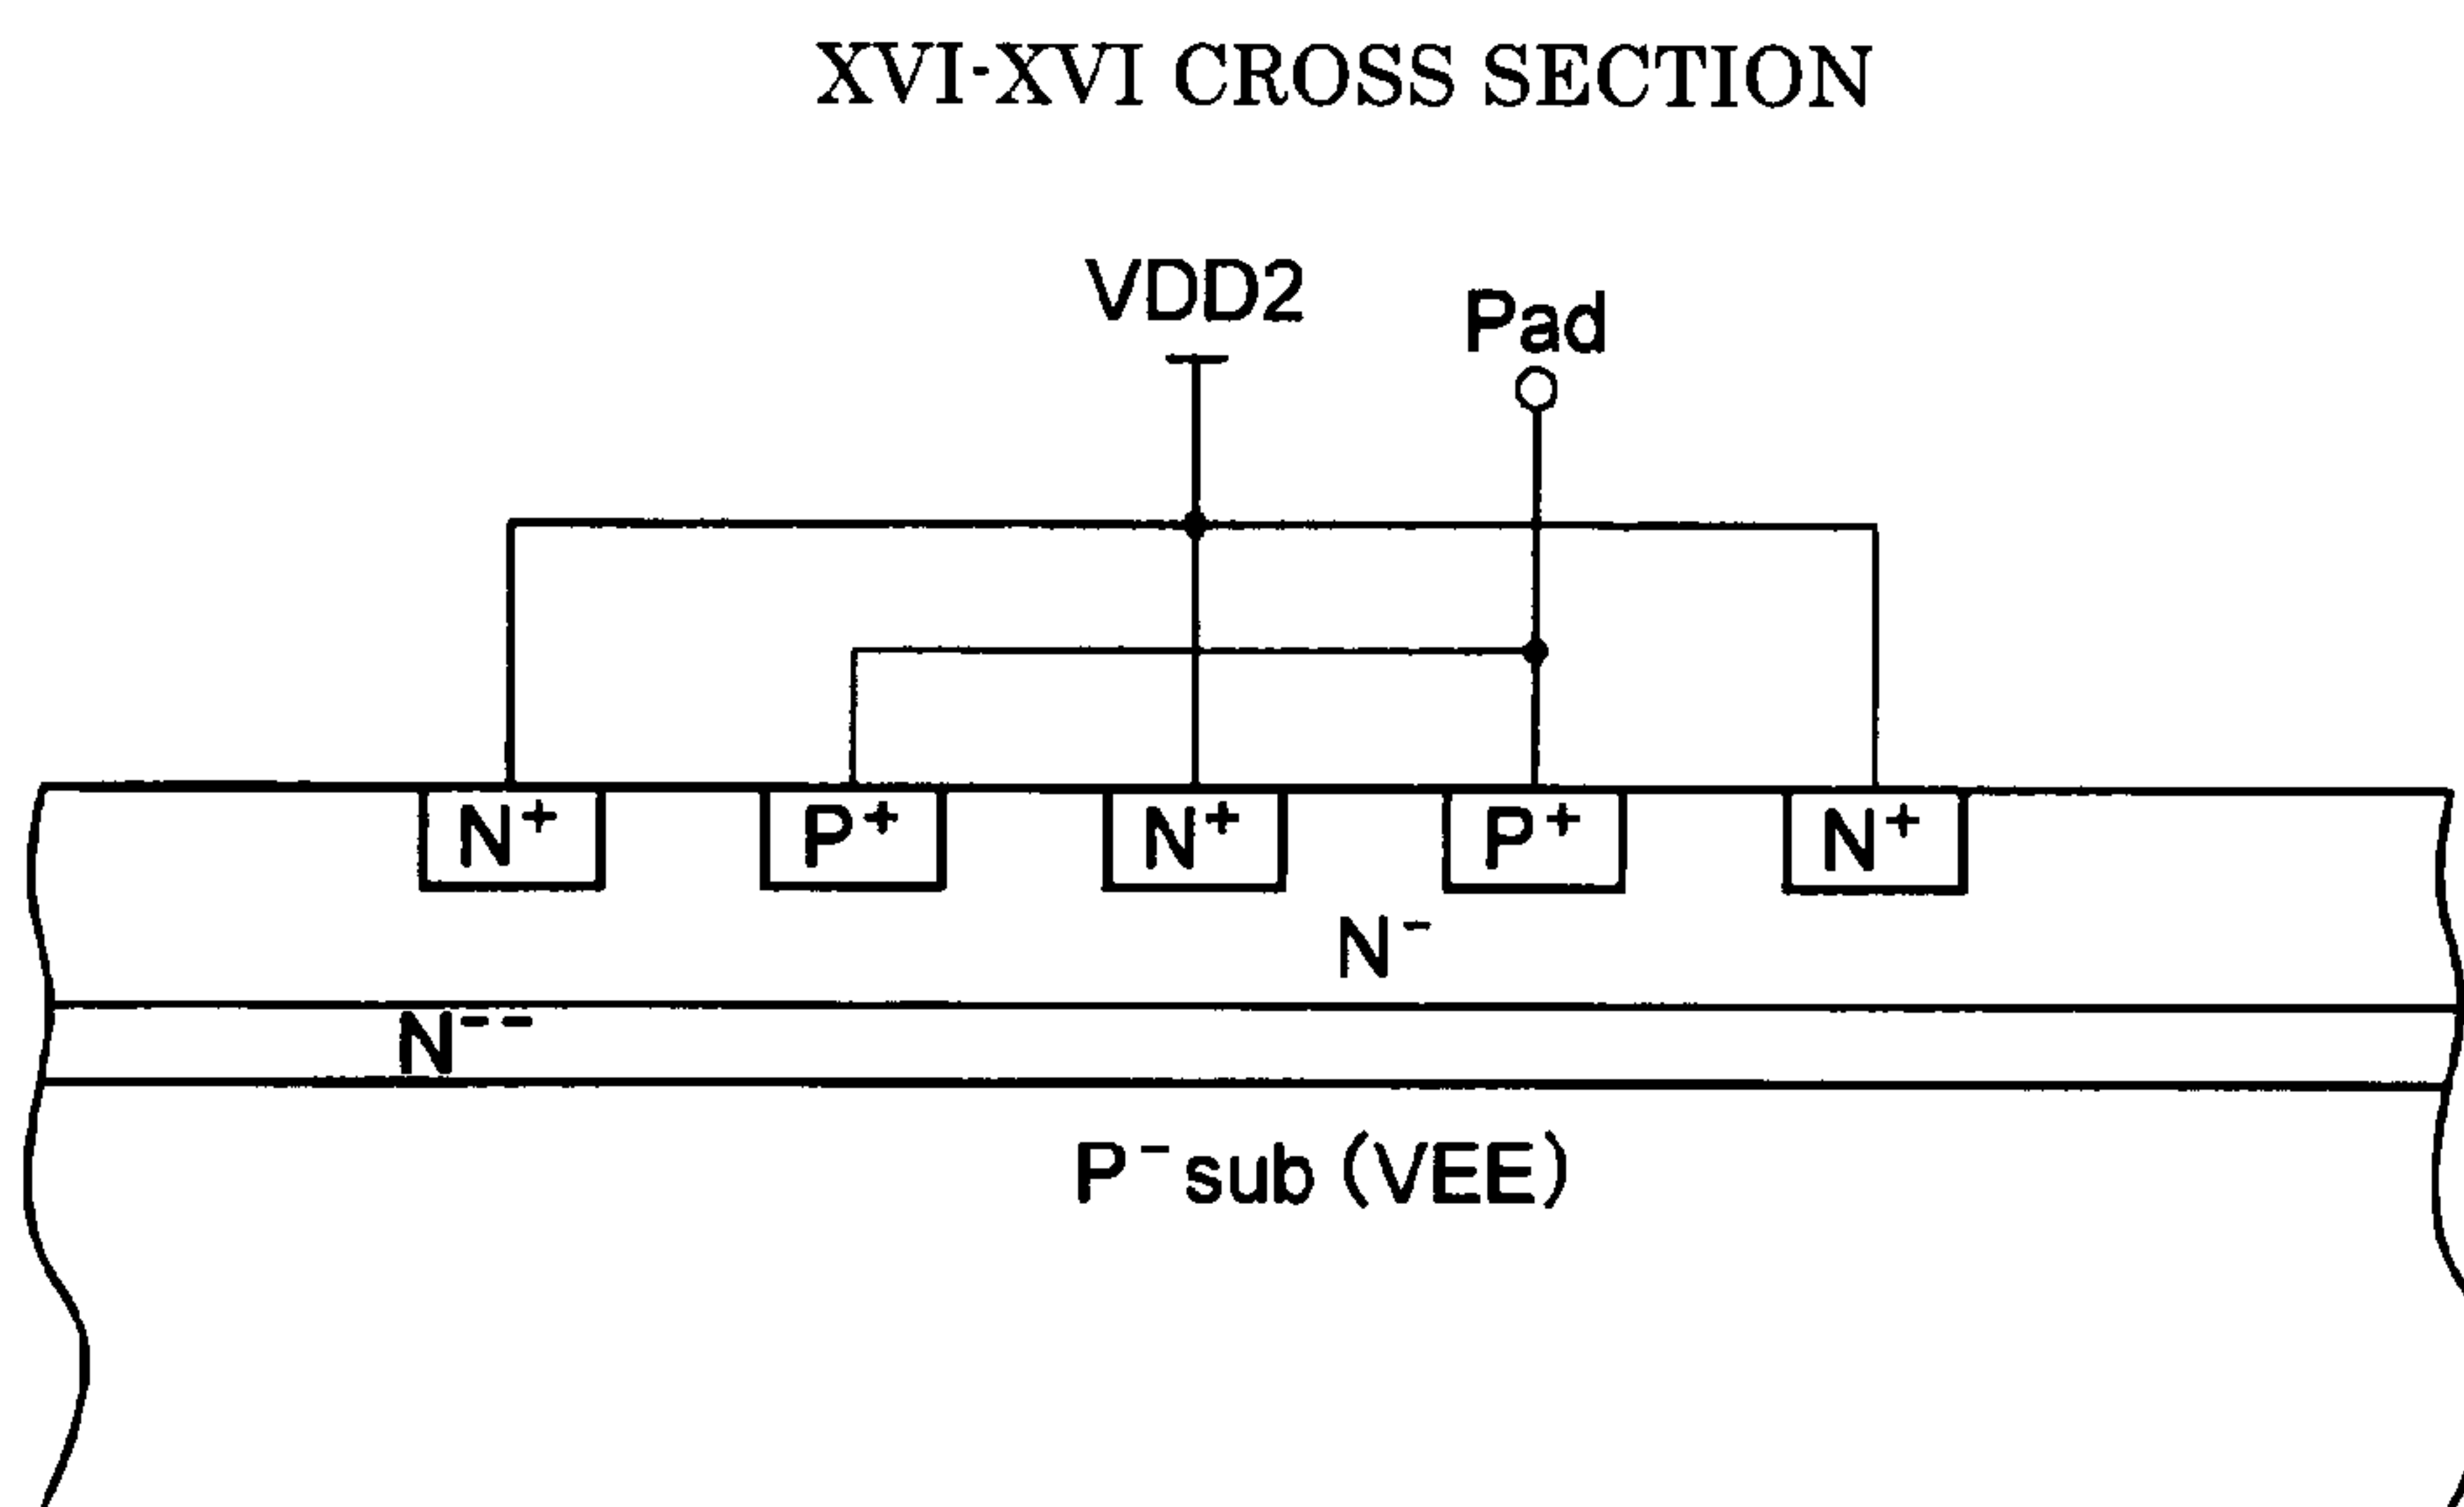 XVI-XVI CROSS SECTION
VDD2
Pad
N⁺ P⁺ N⁺ P⁺ N⁺
N⁻
N⁻⁻
P⁻sub (VEE)